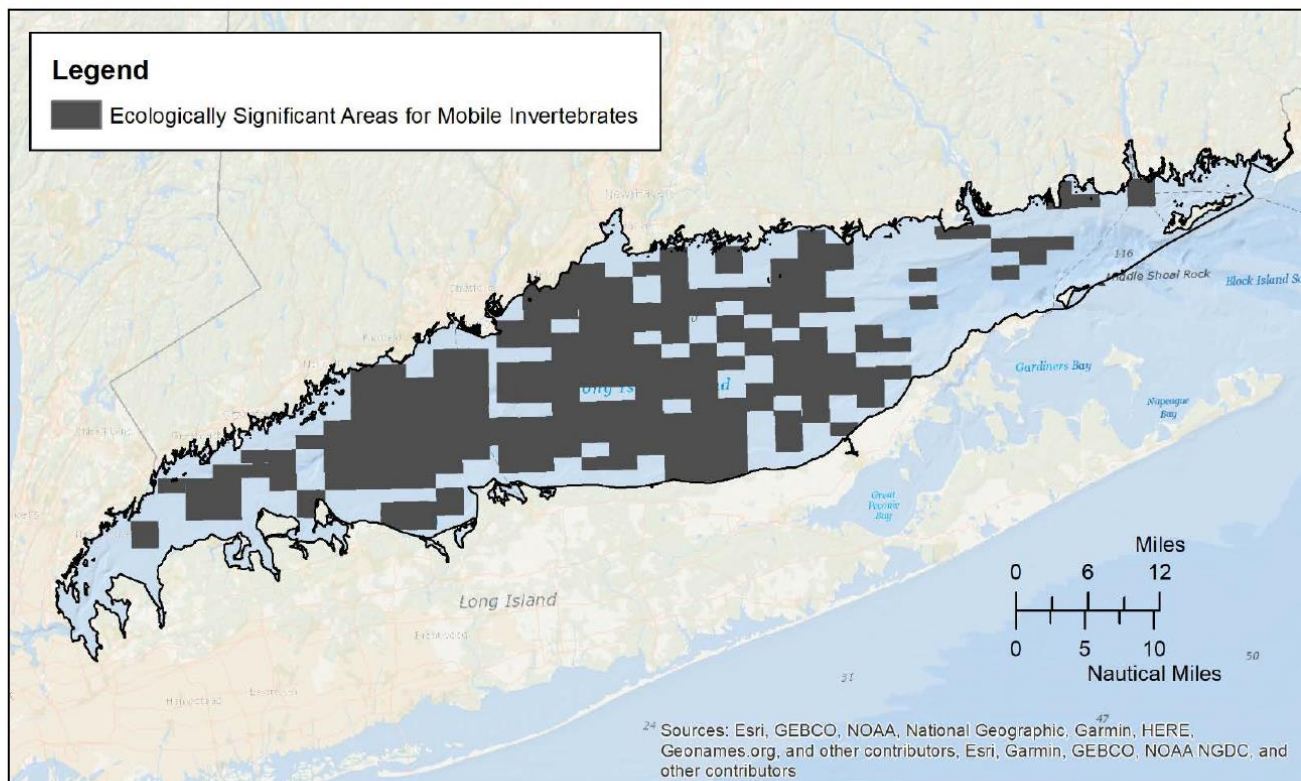 Legend
Ecologically Significant Areas for Mobile Invertebrates
New Haven
116
Middle Shoal Rock
Block Island
Gardiners Bay
Napeague
Bay
Great
Peconic
Bay
Long Island
Brentwood
Hempstead
Miles
0 6 12
0 5 10
Nautical Miles
50
31
24
47
Sources: Esri, GEBCO, NOAA, National Geographic, Garmin, HERE,
Geonames.org, and other contributors, Esri, Garmin, GEBCO, NOAA NGDC, and
other contributors